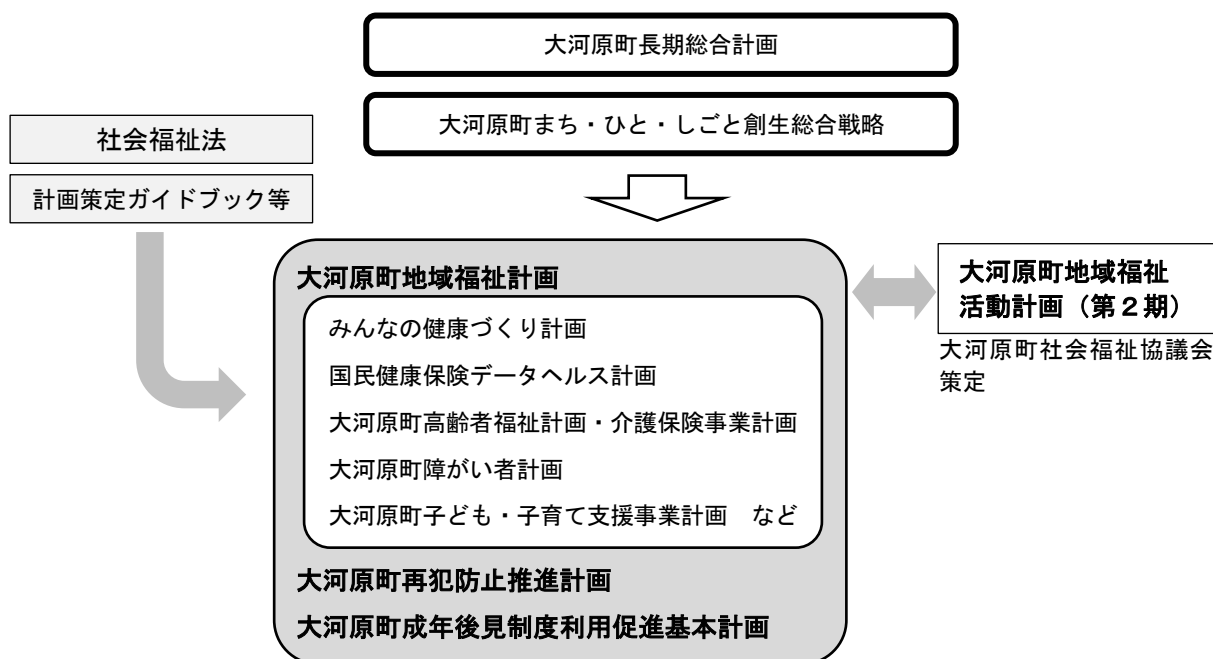 大河原町長期総合計画
大河原町まち・ひと・しごと創生総合戦略
社会福祉法
計画策定ガイドブック等
大河原町地域福祉計画
みんなの健康づくり計画
国民健康保険データヘルス計画
大河原町高齢者福祉計画・介護保険事業計画
大河原町障がい者計画
大河原町子ども・子育て支援事業計画　など
大河原町再犯防止推進計画
大河原町成年後見制度利用促進基本計画
大河原町地域福祉
活動計画（第２期）
大河原町社会福祉協議会
策定